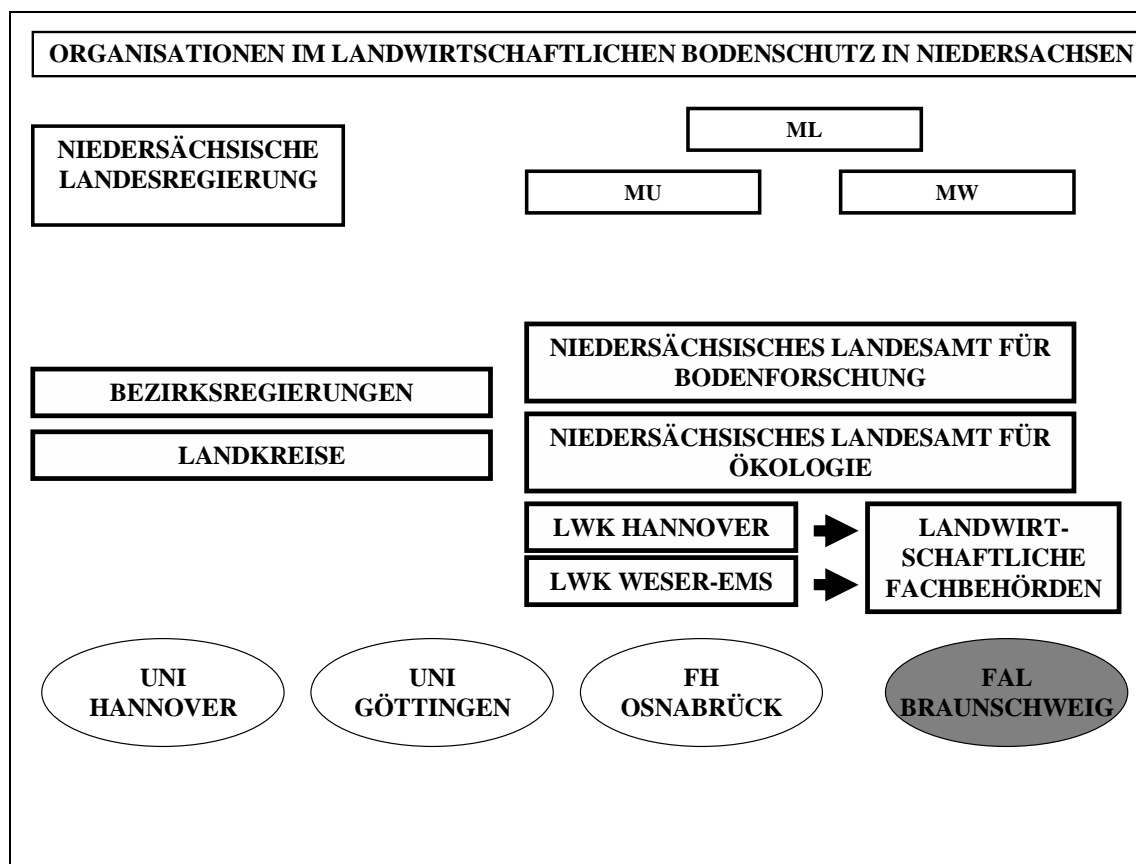 ORGANISATIONEN IM LANDWIRTSCHAFTLICHEN BODENSCHUTZ IN NIEDERSACHSEN
NIEDERSÄCHSISCHE
LANDESREGIERUNG
ML
MU
MW
BEZIRKSREGIERUNGEN
LANDKREISE
NIEDERSÄCHSISCHES LANDESAMT FÜR
BODENFORSCHUNG
NIEDERSÄCHSISCHES LANDESAMT FÜR
ÖKOLOGIE
LWK HANNOVER
LWK WESER-EMS
LANDWIRT-
SCHAFTLICHE
FACHBEHÖRDEN
UNI
HANNOVER
UNI
GÖTTINGEN
FH
OSNABRÜCK
FAL
BRAUNSCHWEIG